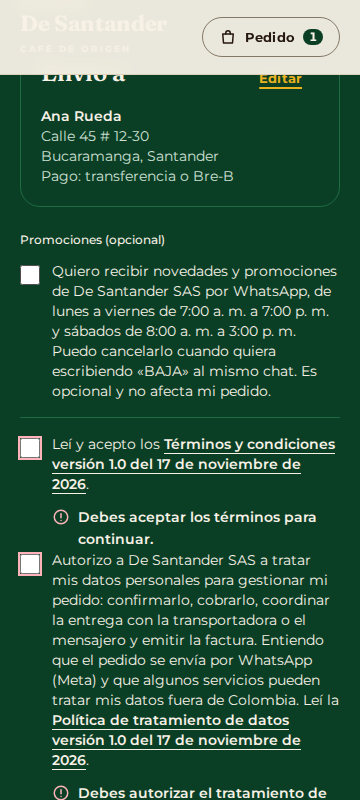 De Santander
CAFÉ DE ORIGEN
Pedido 1
Envío a
Editar
Ana Rueda
Calle 45 # 12-30
Bucaramanga, Santander
Pago: transferencia o Bre-B
Promociones (opcional)
Quiero recibir novedades y promociones
de De Santander SAS por WhatsApp, de
lunes a viernes de 7:00 a. m. a 7:00 p. m.
y sábados de 8:00 a. m. a 3:00 p. m.
Puedo cancelarlo cuando quiera
escribiendo «BAJA» al mismo chat. Es
opcional y no afecta mi pedido.
Leí y acepto los Términos y condiciones
versión 1.0 del 17 de noviembre de
2026.
Debes aceptar los términos para
continuar.
Autorizo a De Santander SAS a tratar
mis datos personales para gestionar mi
pedido: confirmarlo, cobrarlo, coordinar
la entrega con la transportadora o el
mensajero y emitir la factura. Entiendo
que el pedido se envía por WhatsApp
(Meta) y que algunos servicios pueden
tratar mis datos fuera de Colombia. Leí la
Política de tratamiento de datos
versión 1.0 del 17 de noviembre de
2026.
Debes autorizar el tratamiento de